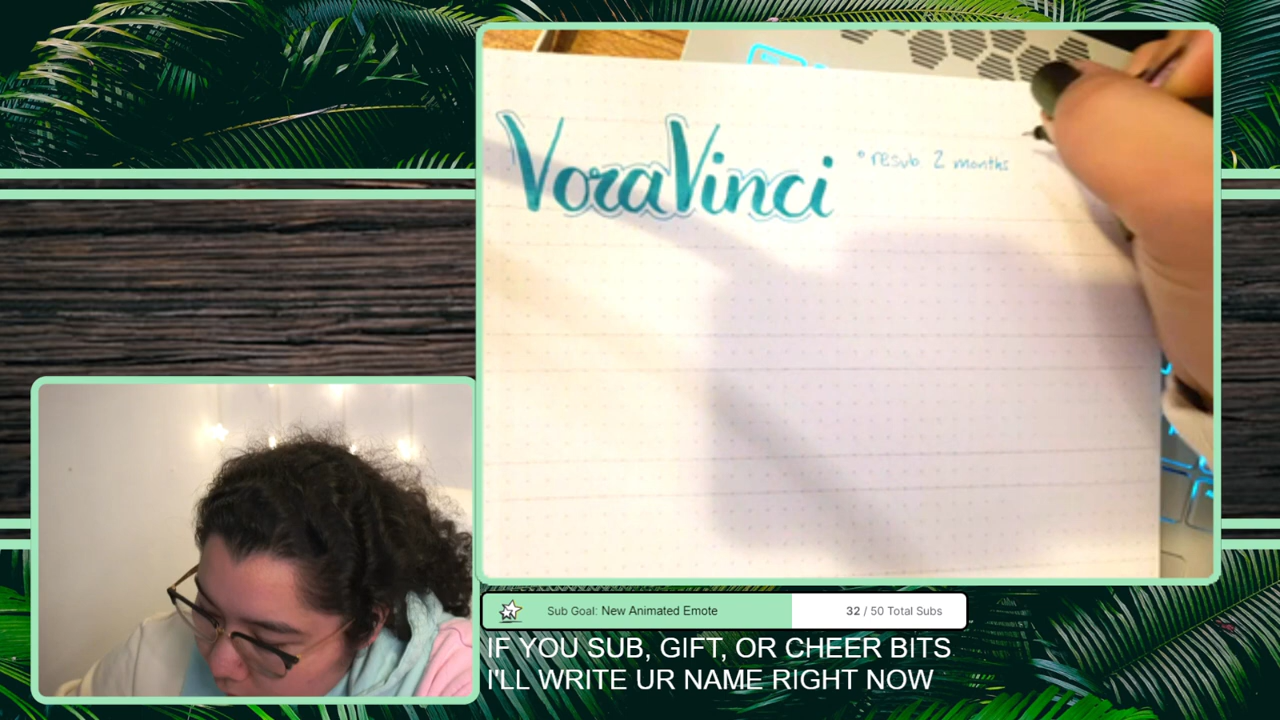 VoraVinci
° resub 2 months
Sub Goal: New Animated Emote 32 / 50 Total Subs
IF YOU SUB, GIFT, OR CHEER BITS
I'LL WRITE UR NAME RIGHT NOW